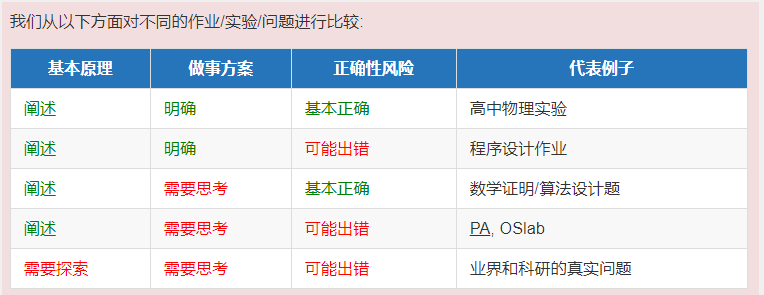 我们从以下方面对不同的作业/实验/问题进行比较:
基本原理 做事方案 正确性风险 代表例子
阐述 明确 基本正确 高中物理实验
阐述 明确 可能出错 程序设计作业
阐述 需要思考 基本正确 数学证明/算法设计题
阐述 需要思考 可能出错 PA, OSlab
需要探索 需要思考 可能出错 业界和科研的真实问题